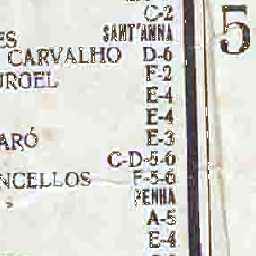 C-2
ES SANT'ANNA
CARVALHO D-6
UROEL F-2
E-4
E-4
ARÓ E-3
C-D-5-6
NCELLOS F-5-6
PENHA
A-5
E-4
5